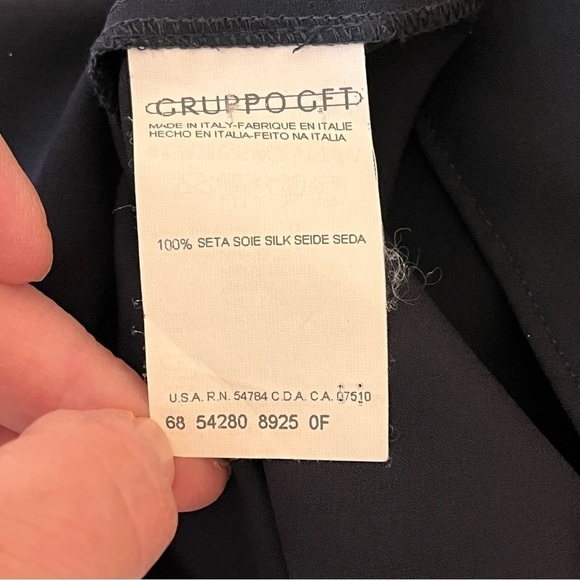 GRUPPO GFT
MADE IN ITALY-FABRIQUE EN ITALIE
HECHO EN ITALIA-FEITO NA ITALIA
100% SETA SOIE SILK SEIDE SEDA
U.S.A. R.N. 54784 C.D.A. C.A. 07510
68 54280 8925 0F